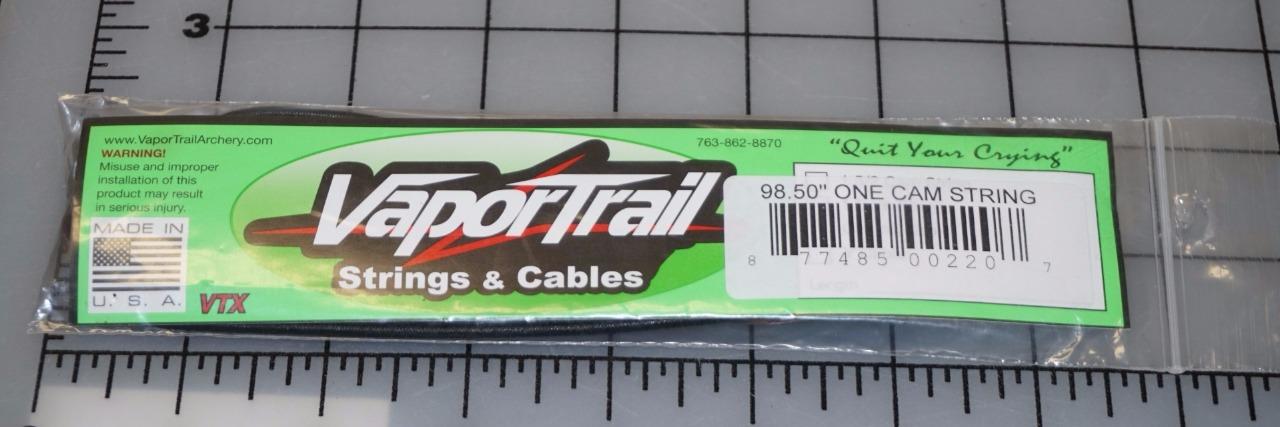 3
www.VaporTrailArchery.com
WARNING!
Misuse and improper
installation of this
product may result
in serious injury.
MADE IN
U. S. A.
VTX
VaporTrail
Strings & Cables
763-862-8870
"Quit Your Crying"
98.50" ONE CAM STRING
8 77485 00220 7
Length